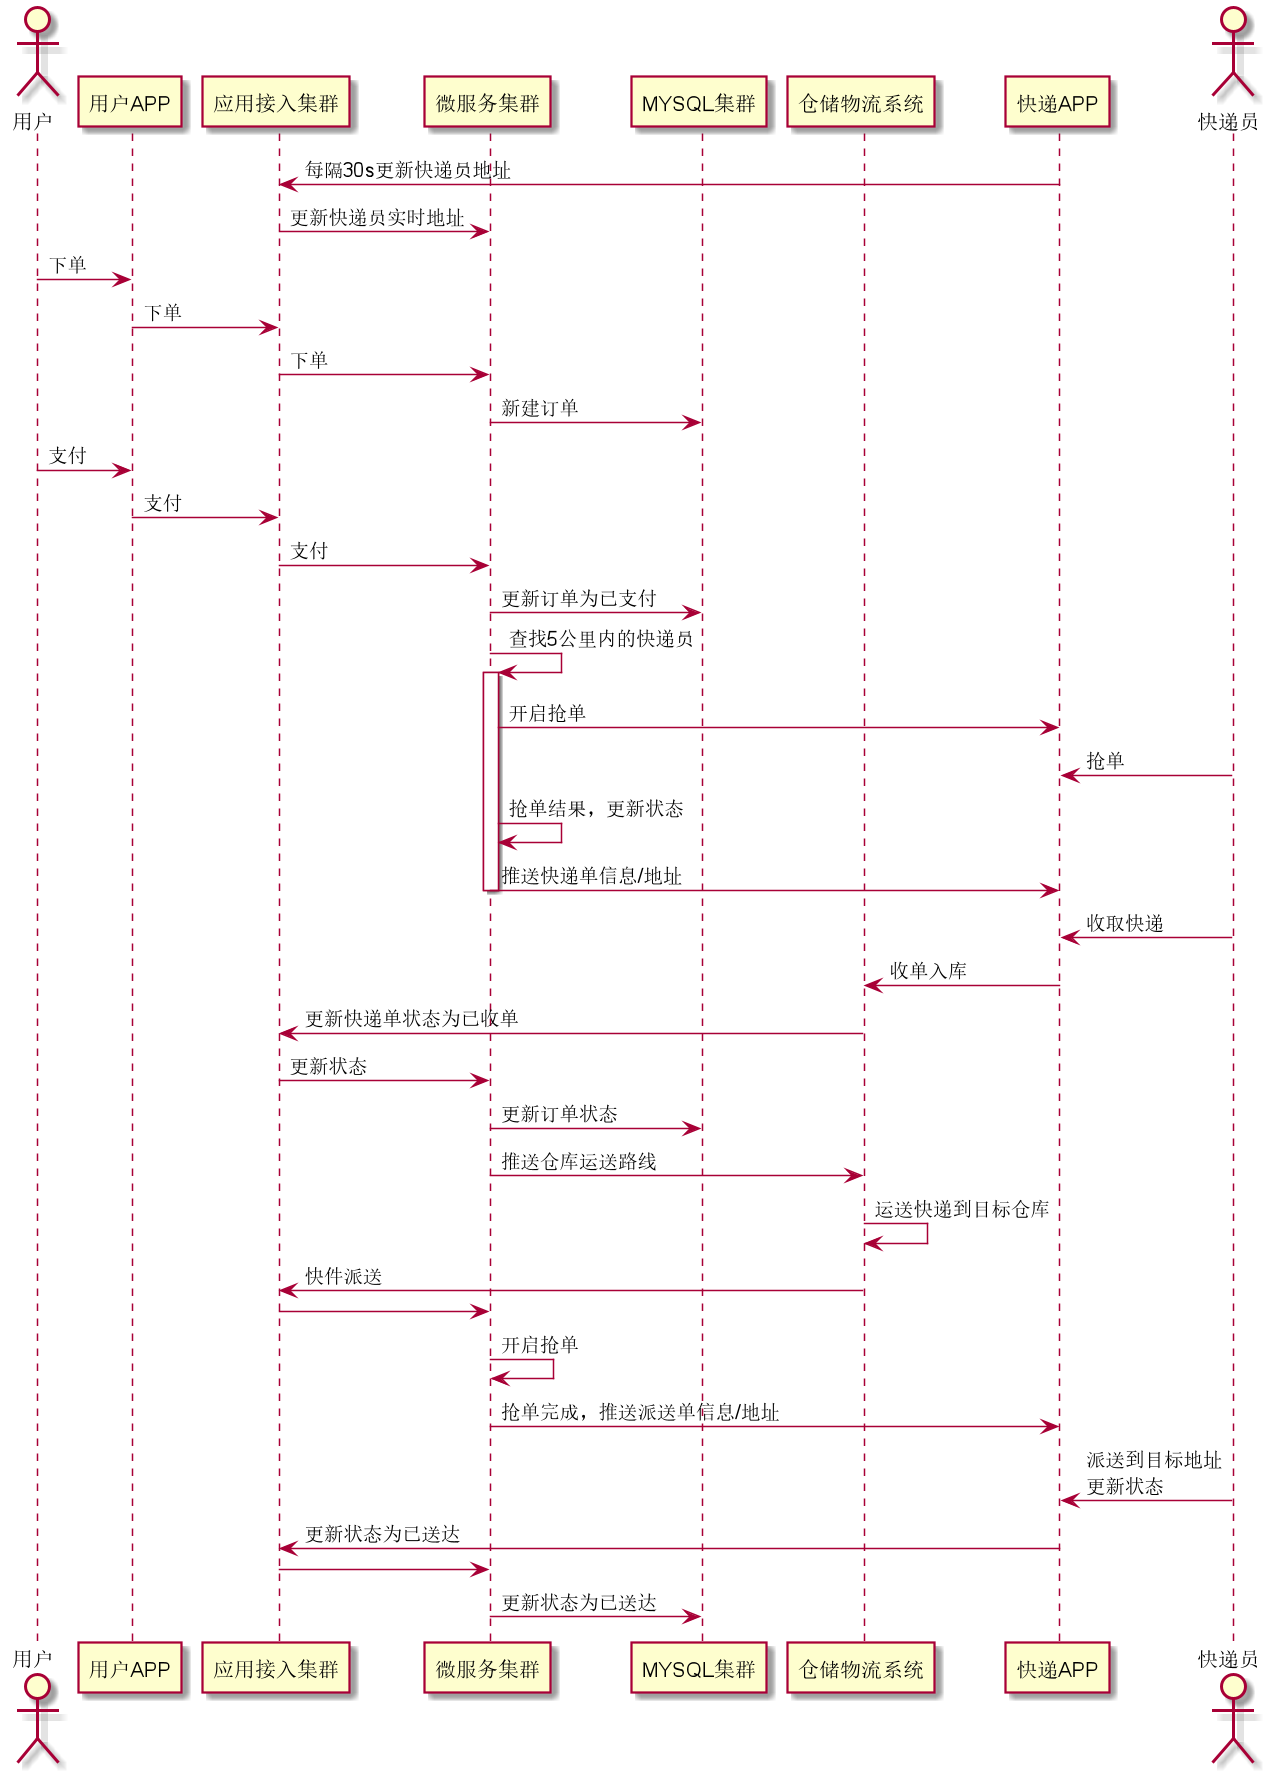 用户
用户APP
应用接入集群
微服务集群
MYSQL集群
仓储物流系统
快递APP
快递员
每隔30s更新快递员地址
更新快递员实时地址
下单
下单
下单
新建订单
支付
支付
支付
更新订单为已支付
查找5公里内的快递员
开启抢单
抢单
抢单结果，更新状态
推送快递单信息/地址
收取快递
收单入库
更新快递单状态为已收单
更新状态
更新订单状态
推送仓库运送路线
运送快递到目标仓库
快件派送
开启抢单
抢单完成，推送派送单信息/地址
派送到目标地址
更新状态
更新状态为已送达
更新状态为已送达
用户
用户APP
应用接入集群
微服务集群
MYSQL集群
仓储物流系统
快递APP
快递员